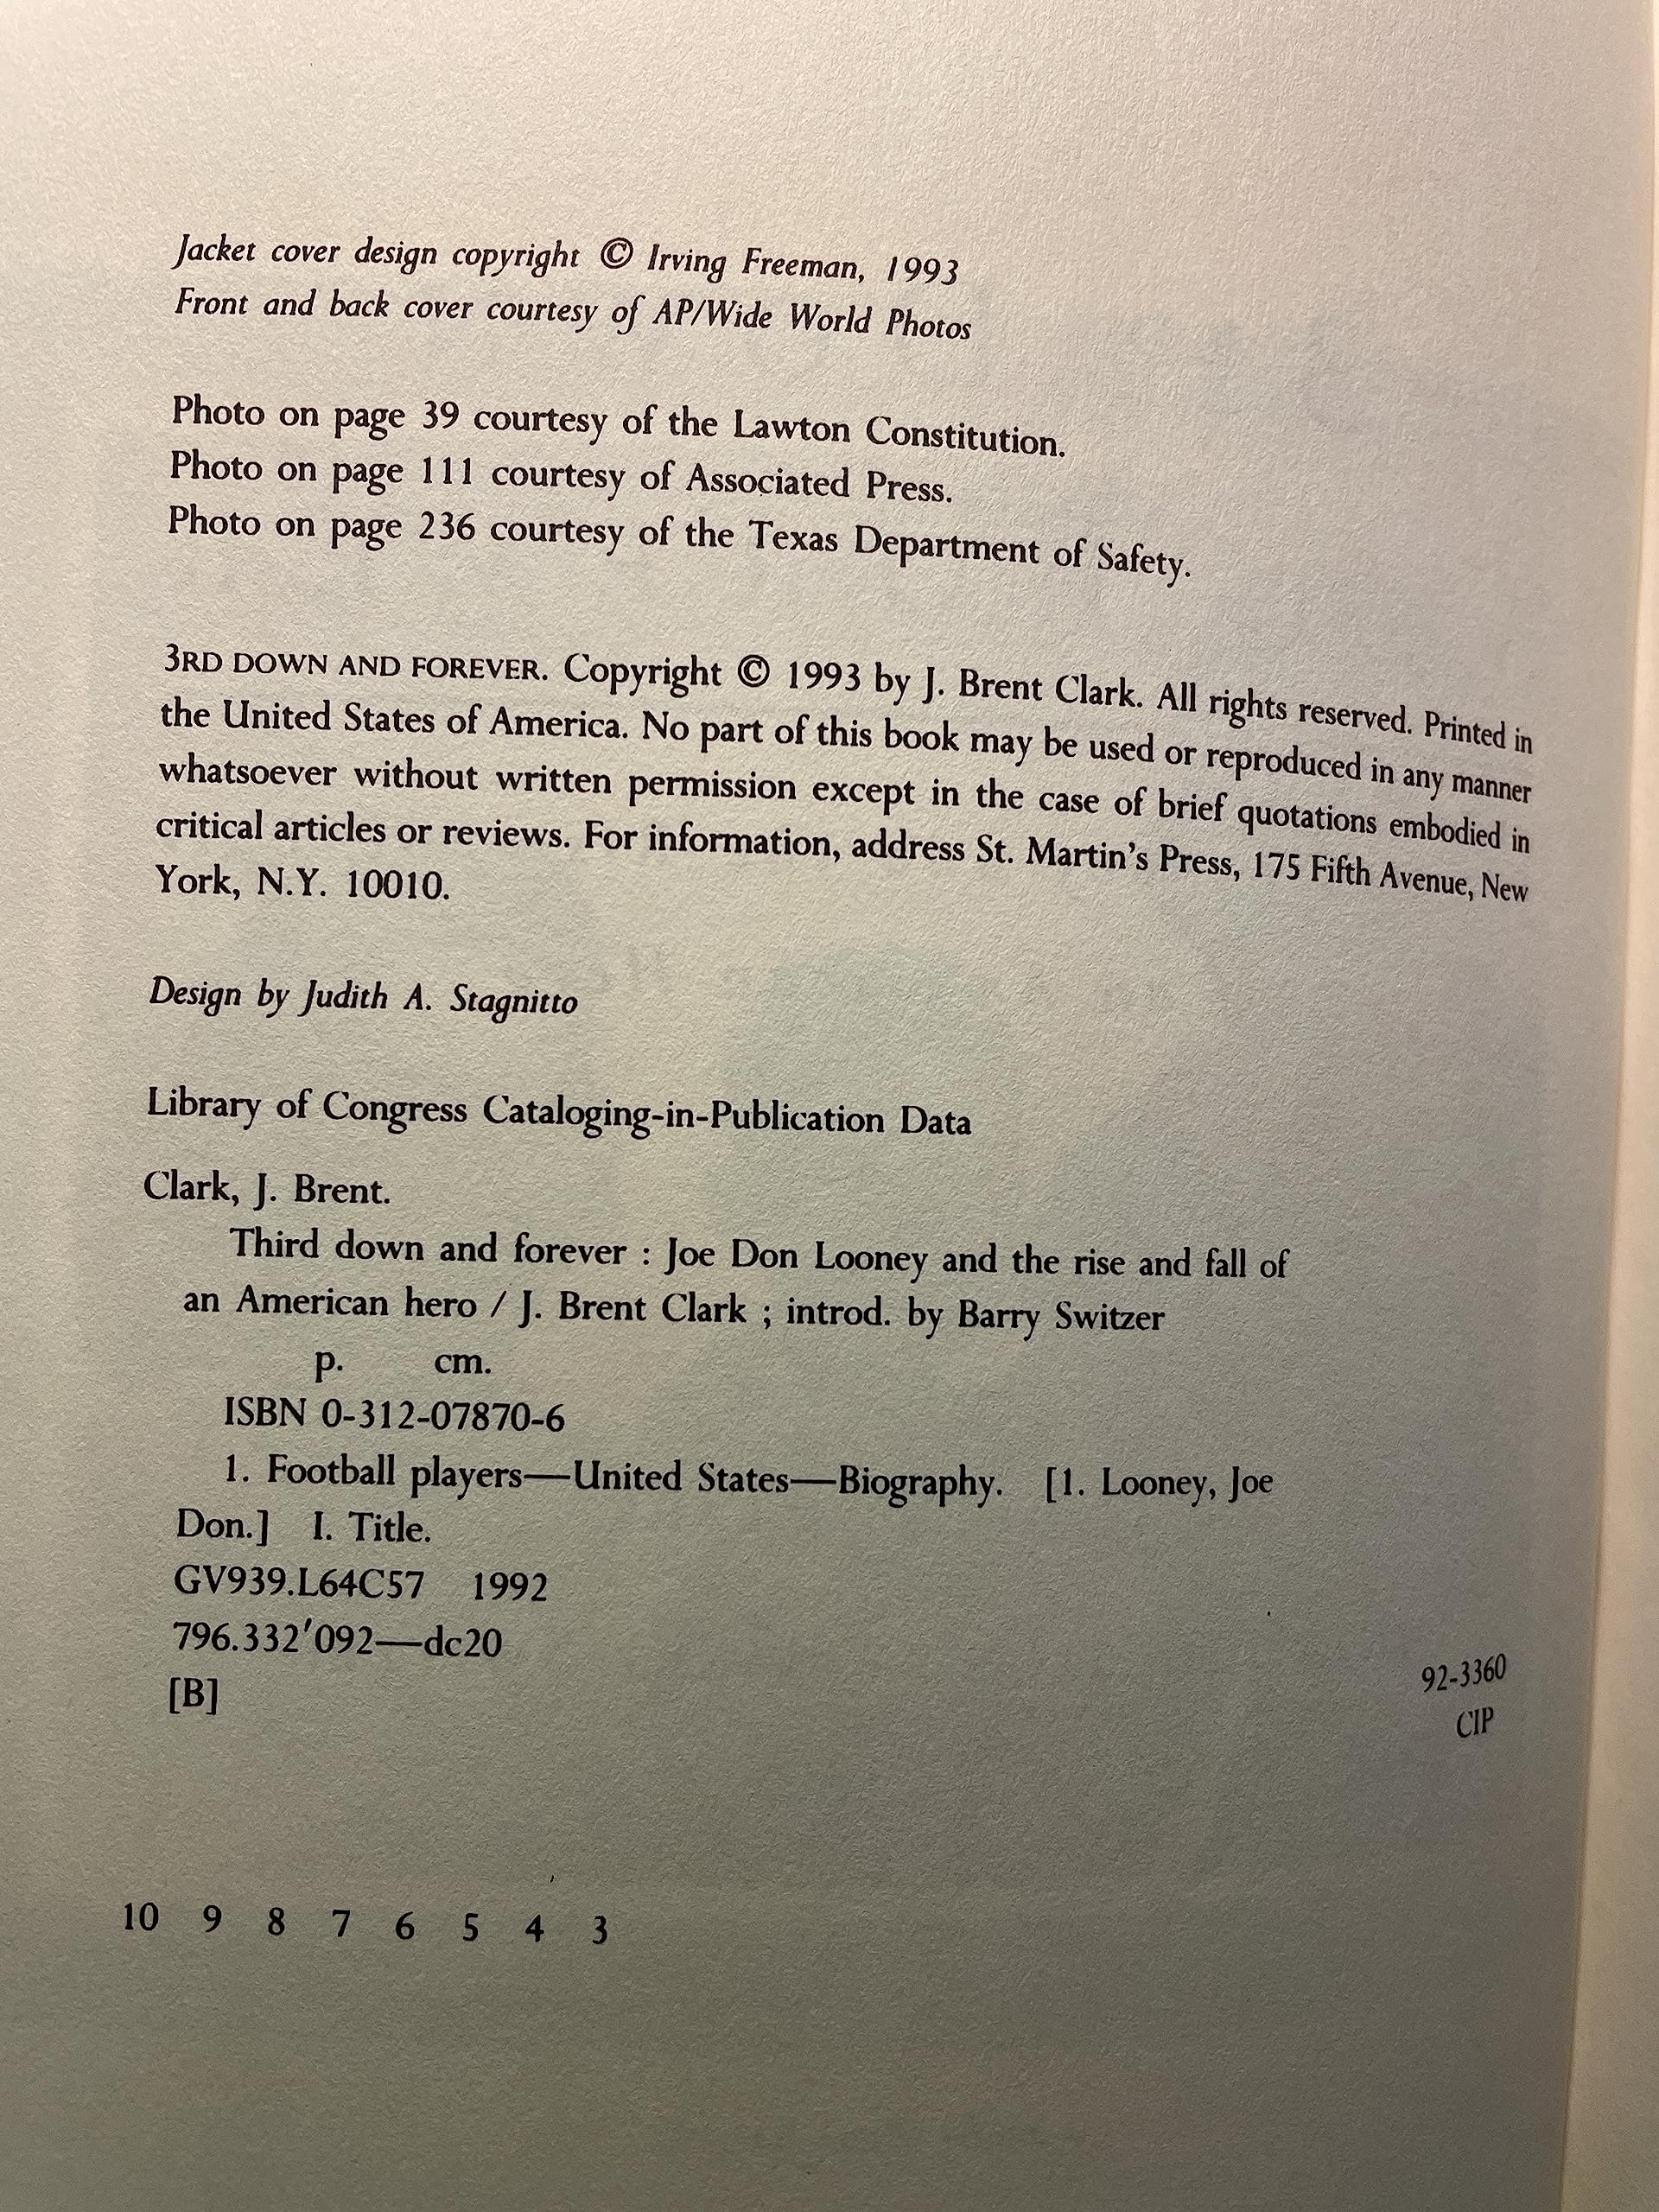 Jacket cover design copyright © Irving Freeman, 1993
Front and back cover courtesy of AP/Wide World Photos
Photo on page 39 courtesy of the Lawton Constitution.
Photo on page 111 courtesy of Associated Press.
Photo on page 236 courtesy of the Texas Department of Safety.
3RD DOWN AND FOREVER. Copyright © 1993 by J. Brent Clark. All rights reserved. Printed in
the United States of America. No part of this book may be used or reproduced in any manner
whatsoever without written permission except in the case of brief quotations embodied in
critical articles or reviews. For information, address St. Martin's Press, 175 Fifth Avenue, New
York, N.Y. 10010.
Design by Judith A. Stagnitto
Library of Congress Cataloging-in-Publication Data
Clark, J. Brent.
Third down and forever : Joe Don Looney and the rise and fall of
an American hero / J. Brent Clark ; introd. by Barry Switzer
p. cm.
ISBN 0-312-07870-6
1. Football players—United States—Biography. [1. Looney, Joe
Don.] I. Title.
GV939.L64C57 1992
796.332′092—dc20
[B]
92-3360
CIP
10 9 8 7 6 5 4 3